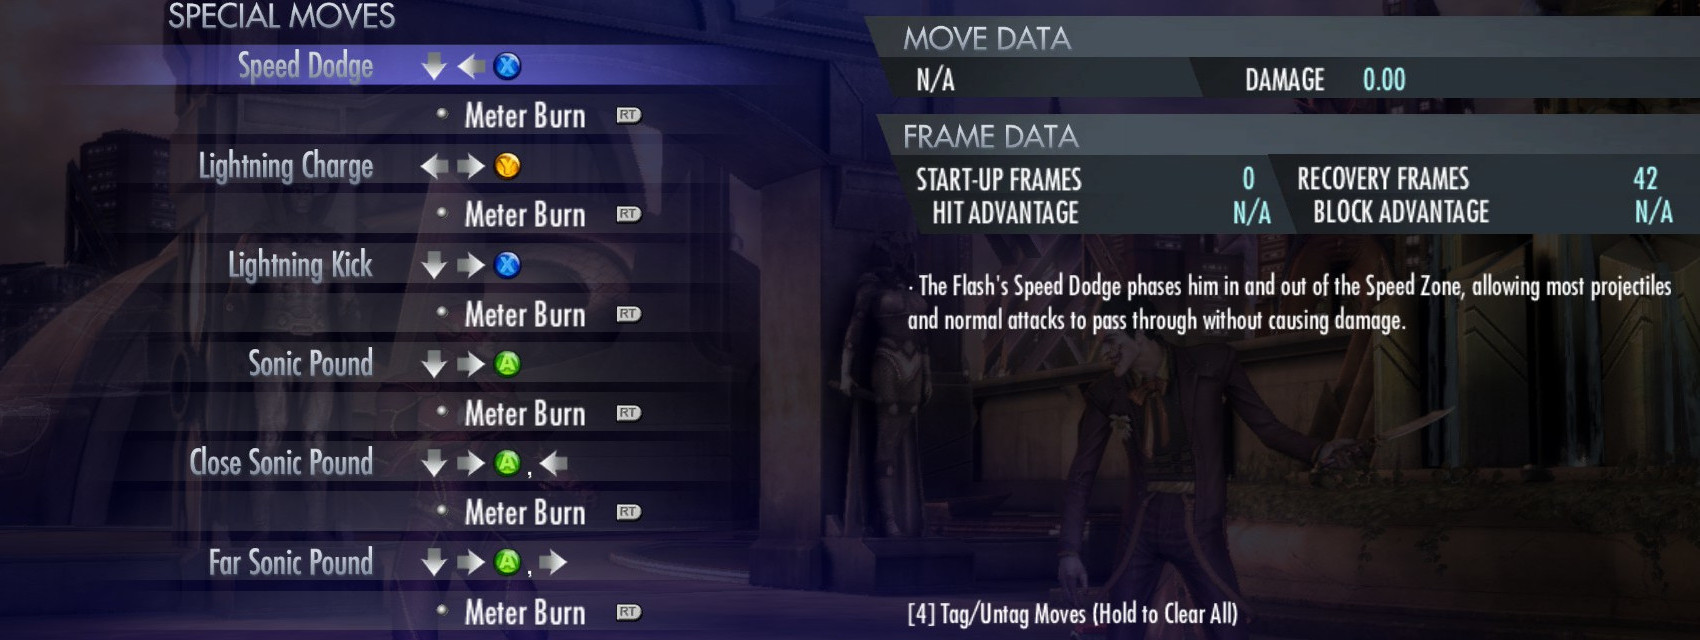 SPECIAL MOVES
Speed Dodge X
Meter Burn RT
Lightning Charge Y
Meter Burn RT
Lightning Kick X
Meter Burn RT
Sonic Pound A
Meter Burn RT
Close Sonic Pound A ,
Meter Burn RT
Far Sonic Pound A ,
Meter Burn RT
MOVE DATA
N/A DAMAGE 0.00
FRAME DATA
START-UP FRAMES 0 RECOVERY FRAMES 42
HIT ADVANTAGE N/A BLOCK ADVANTAGE N/A
· The Flash's Speed Dodge phases him in and out of the Speed Zone, allowing most projectiles
and normal attacks to pass through without causing damage.
[4] Tag/Untag Moves (Hold to Clear All)